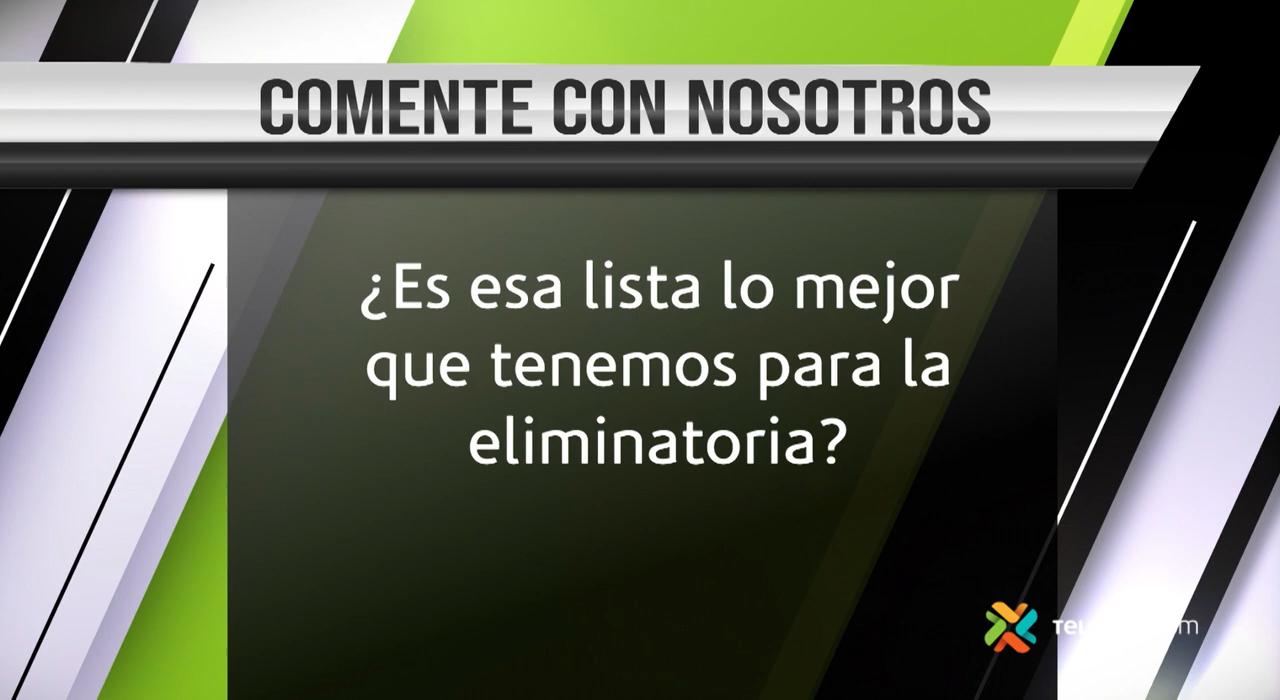 COMENTE CON NOSOTROS
¿Es esa lista lo mejor
que tenemos para la
eliminatoria?